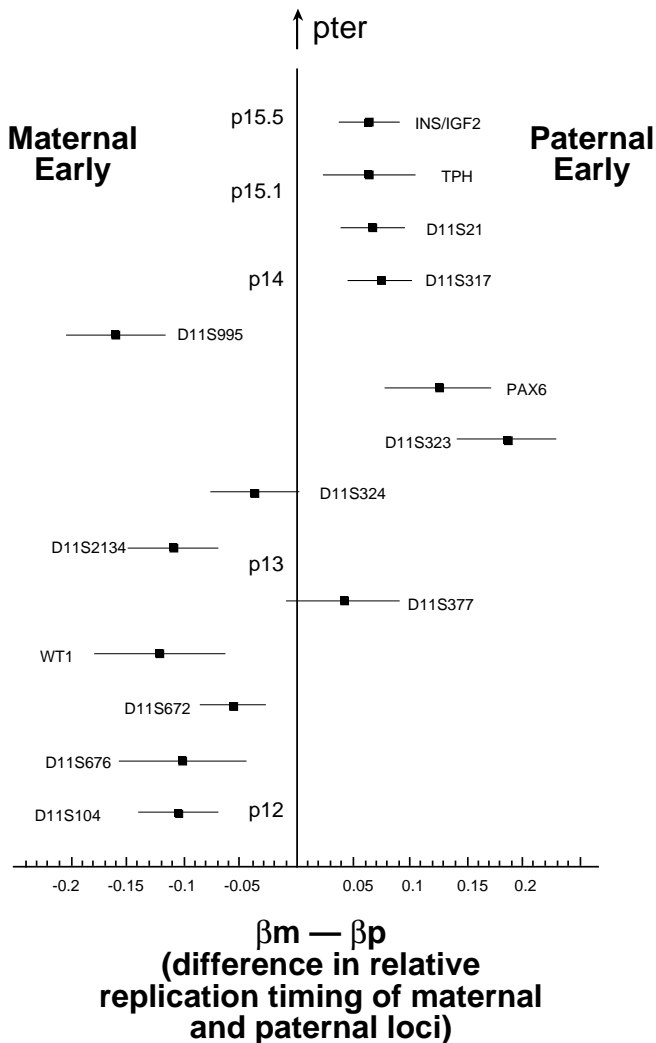 pter
p15.5
INS/IGF2
Maternal
Early
Paternal
Early
TPH
p15.1
D11S21
p14
D11S317
D11S995
PAX6
D11S323
D11S324
D11S2134
p13
D11S377
WT1
D11S672
D11S676
D11S104
p12
-0.2 -0.15 -0.1 -0.05 0.05 0.1 0.15 0.2
βm — βp
(difference in relative
replication timing of maternal
and paternal loci)